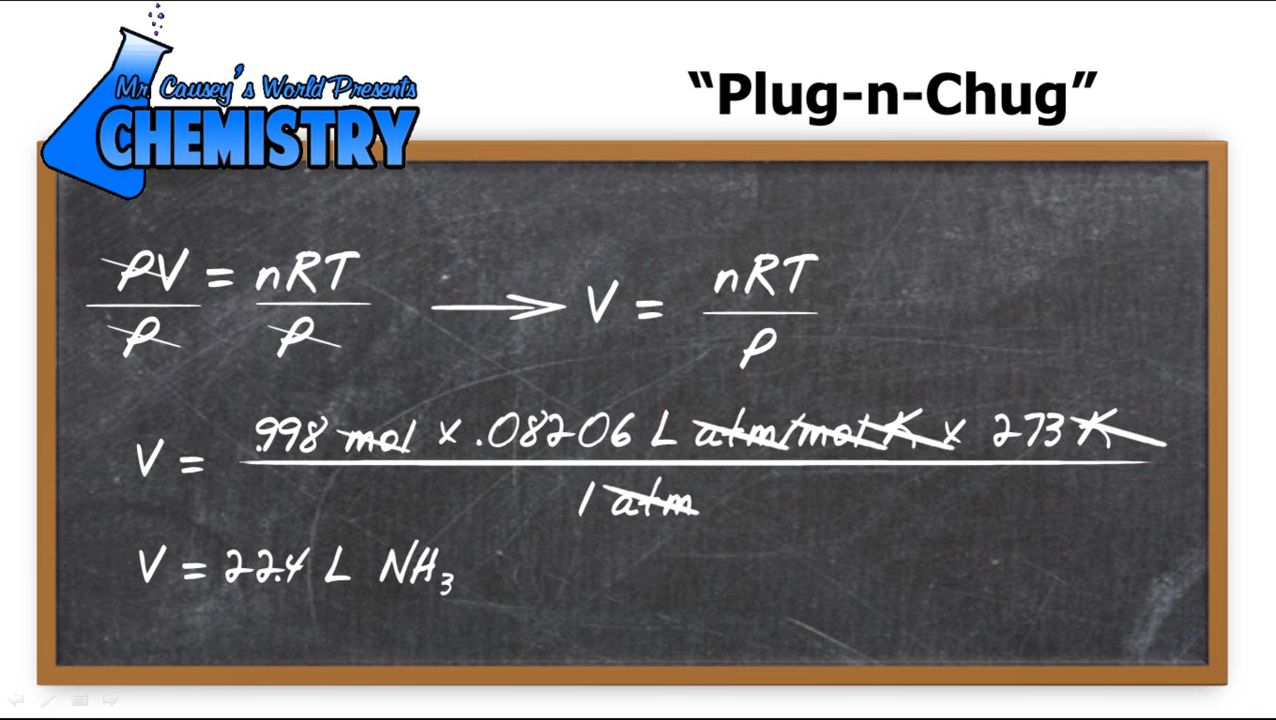 Mr. Causey's World Presents
CHEMISTRY
“Plug-n-Chug”
PV = nRT
P P
V = nRT
P
V = .998 mol x .08206 L atm/mol K x 273 K
1 atm
V = 22.4 L NH₃